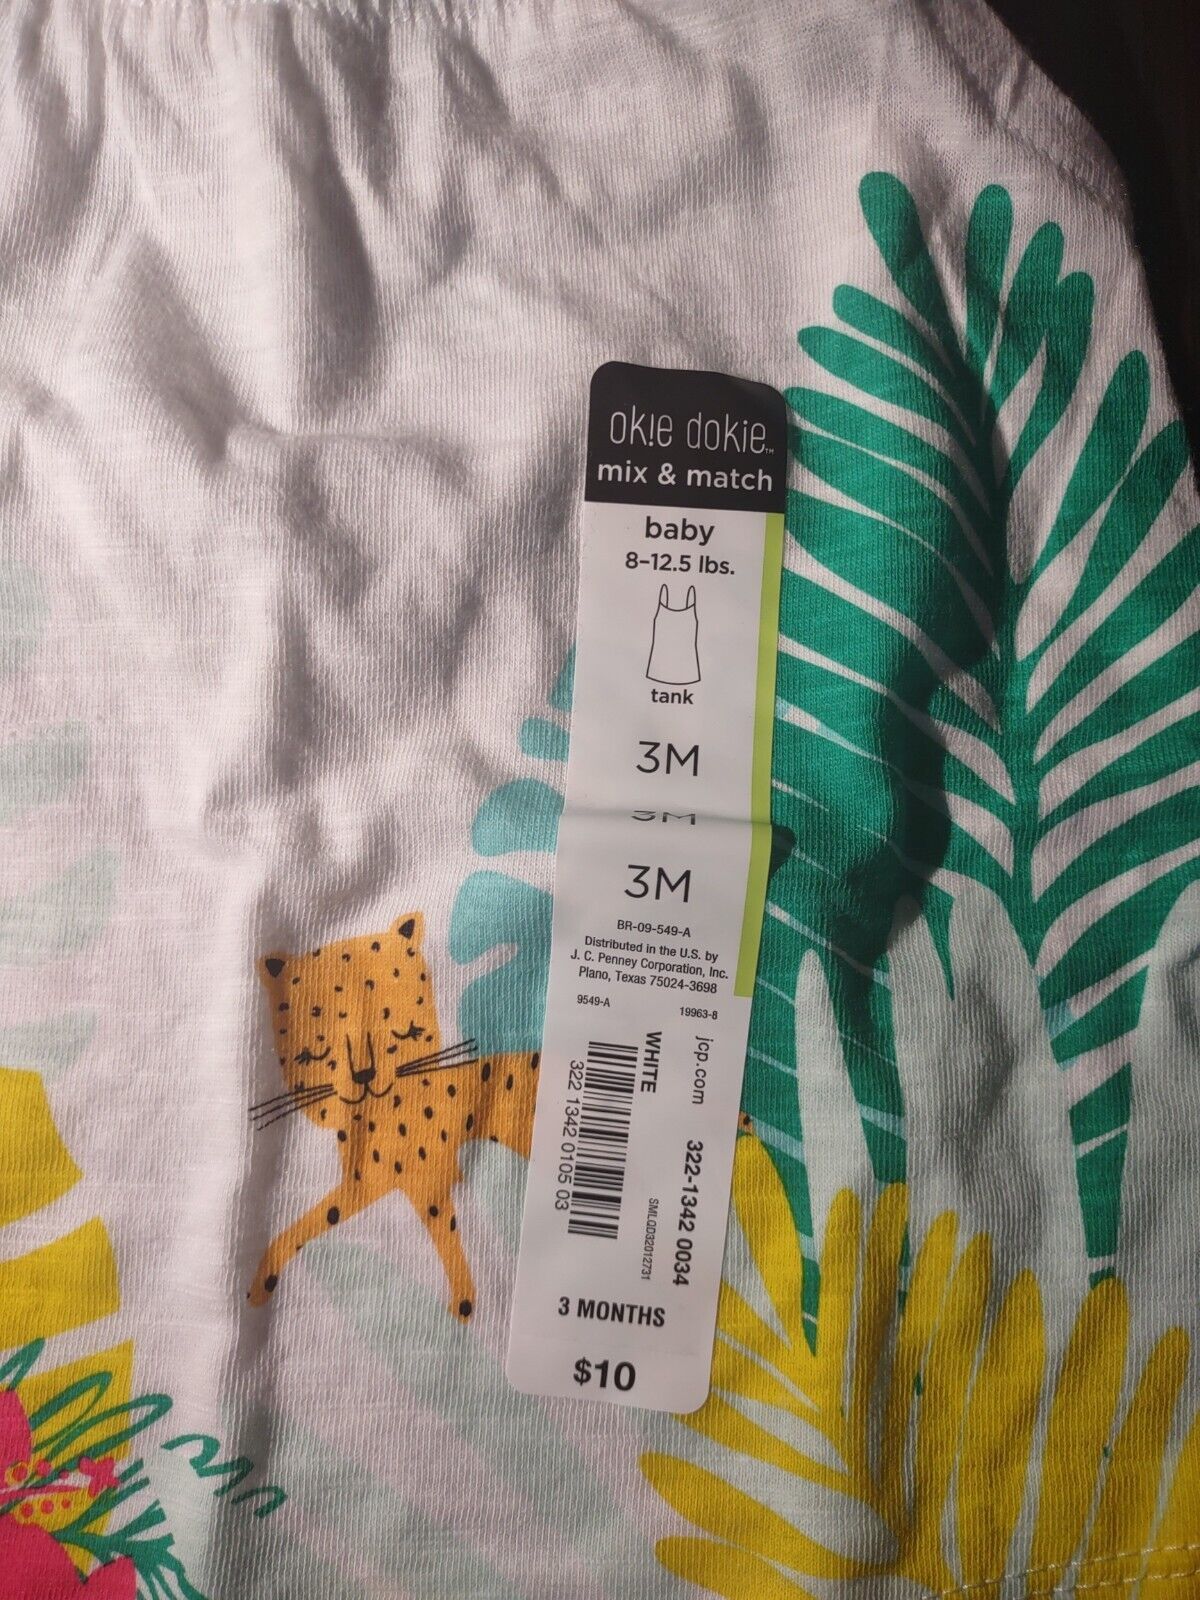 okie dokie™
mix & match
baby
8-12.5 lbs.
tank
3M
3M
3M
BR-09-549-A
Distributed in the U.S. by
J. C. Penney Corporation, Inc.
Plano, Texas 75024-3698
9549-A 19963-8
jcp.com 322-1342 0034
SMLQD32012731
WHITE
322 1342 0105 03
3 MONTHS
$10